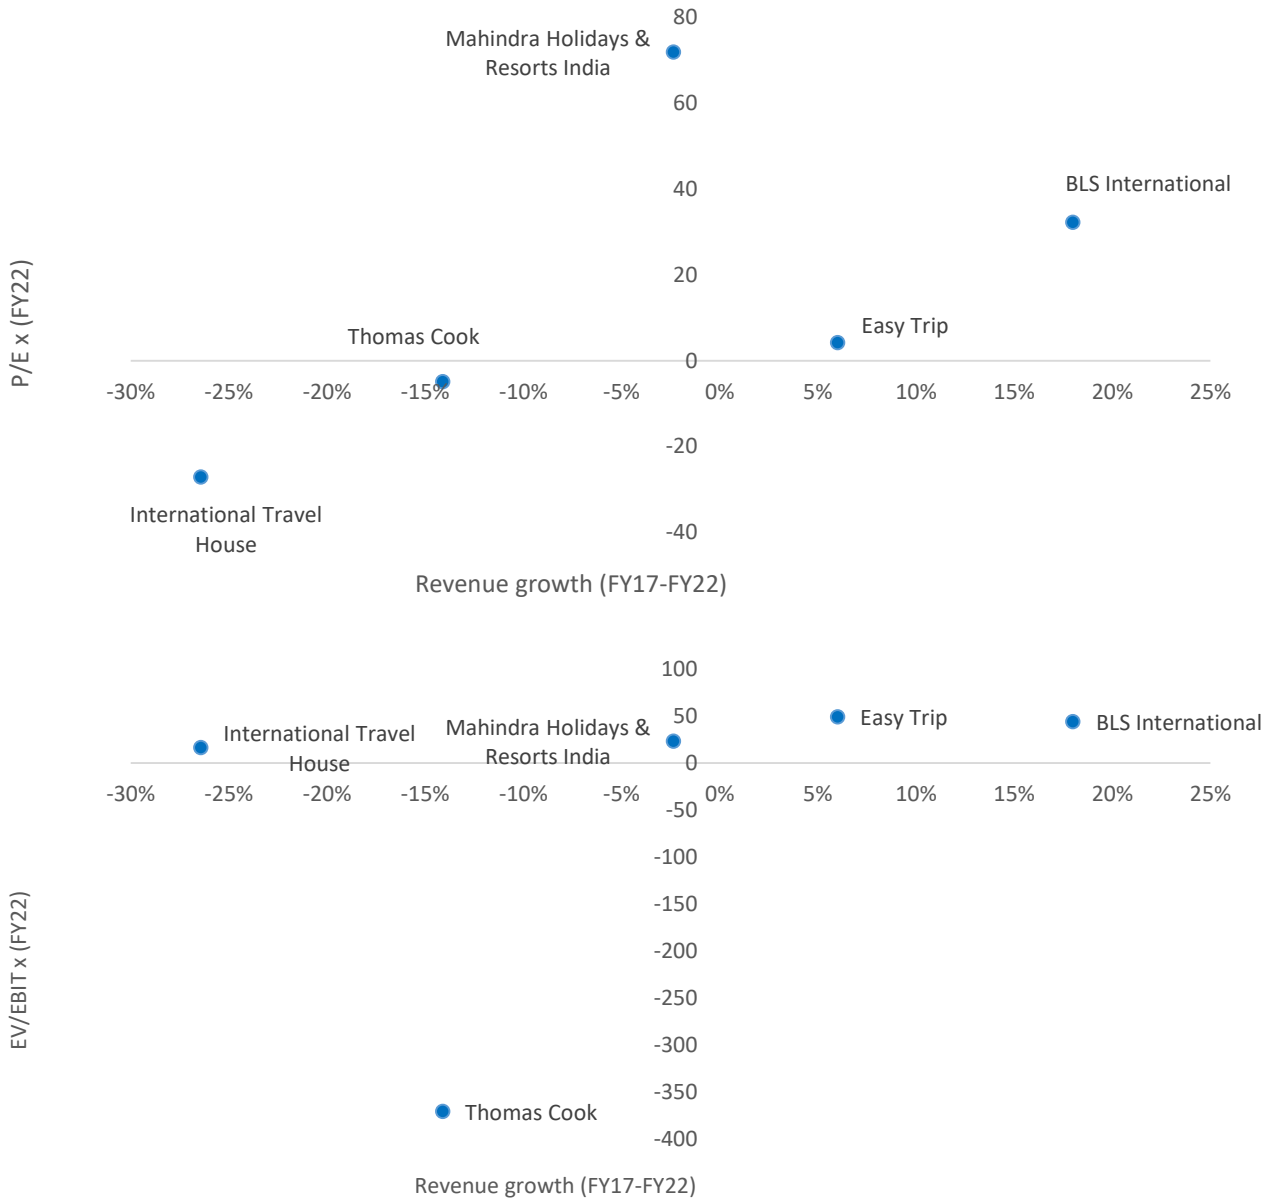 80
Mahindra Holidays &
Resorts India
60
BLS International
40
20
P/E x (FY22)
Thomas Cook
Easy Trip
0
-30% -25% -20% -15% -10% -5% 0% 5% 10% 15% 20% 25%
-20
International Travel
House
-40
Revenue growth (FY17-FY22)
100
50
International Travel
House
Mahindra Holidays &
Resorts India
Easy Trip
BLS International
0
-30% -25% -20% -15% -10% -5% 0% 5% 10% 15% 20% 25%
-50
-100
-150
-200
EV/EBIT x (FY22)
-250
-300
-350
Thomas Cook
-400
Revenue growth (FY17-FY22)